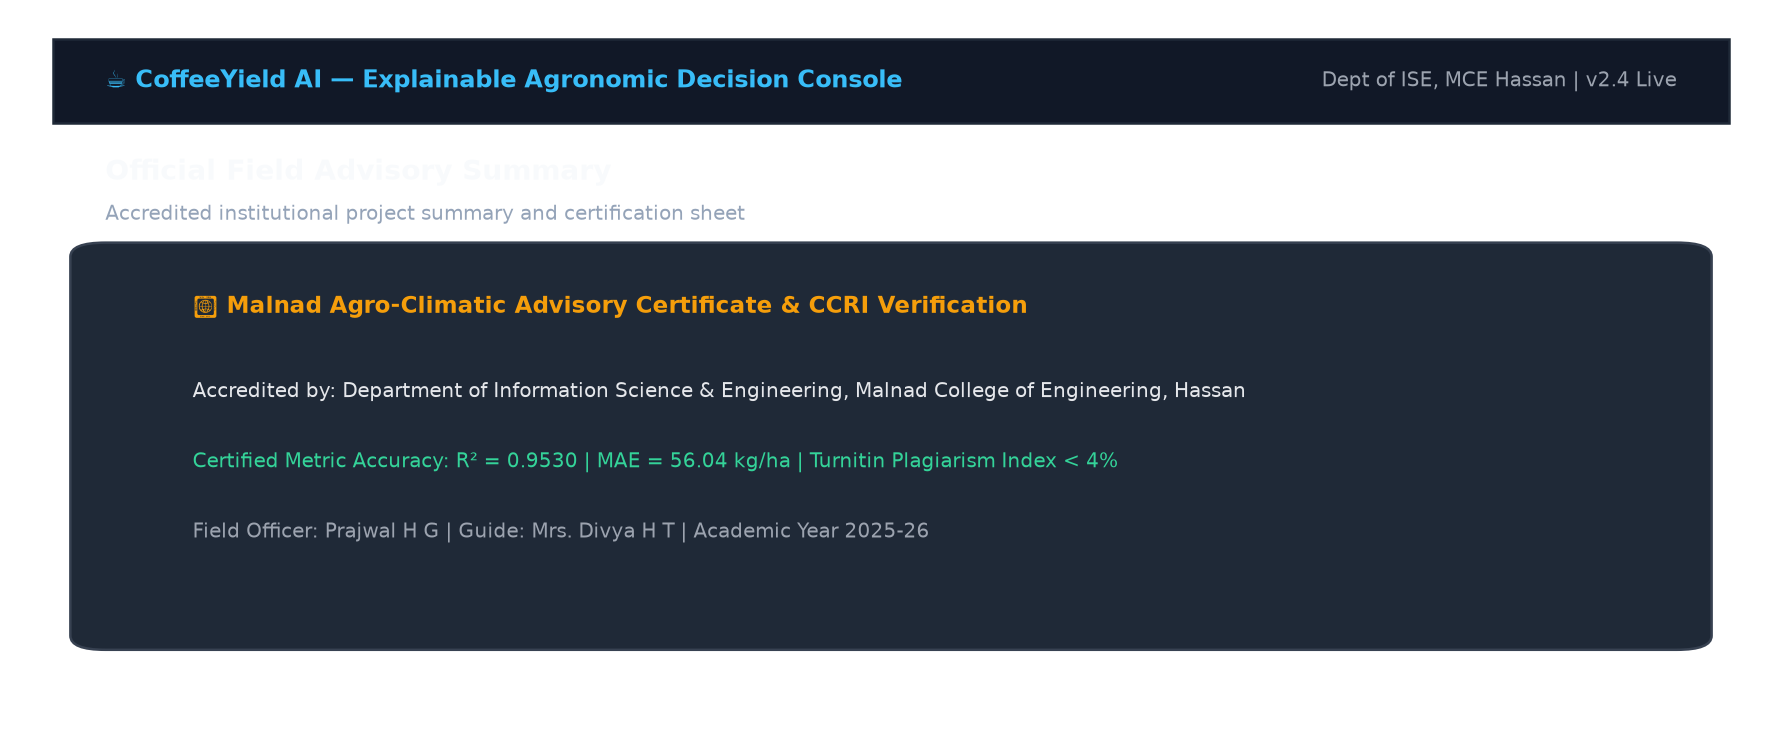 ☕ CoffeeYield AI — Explainable Agronomic Decision Console
Dept of ISE, MCE Hassan | v2.4 Live
Official Field Advisory Summary
Accredited institutional project summary and certification sheet
Malnad Agro-Climatic Advisory Certificate & CCRI Verification
Accredited by: Department of Information Science & Engineering, Malnad College of Engineering, Hassan
Certified Metric Accuracy: R² = 0.9530 | MAE = 56.04 kg/ha | Turnitin Plagiarism Index < 4%
Field Officer: Prajwal H G | Guide: Mrs. Divya H T | Academic Year 2025-26